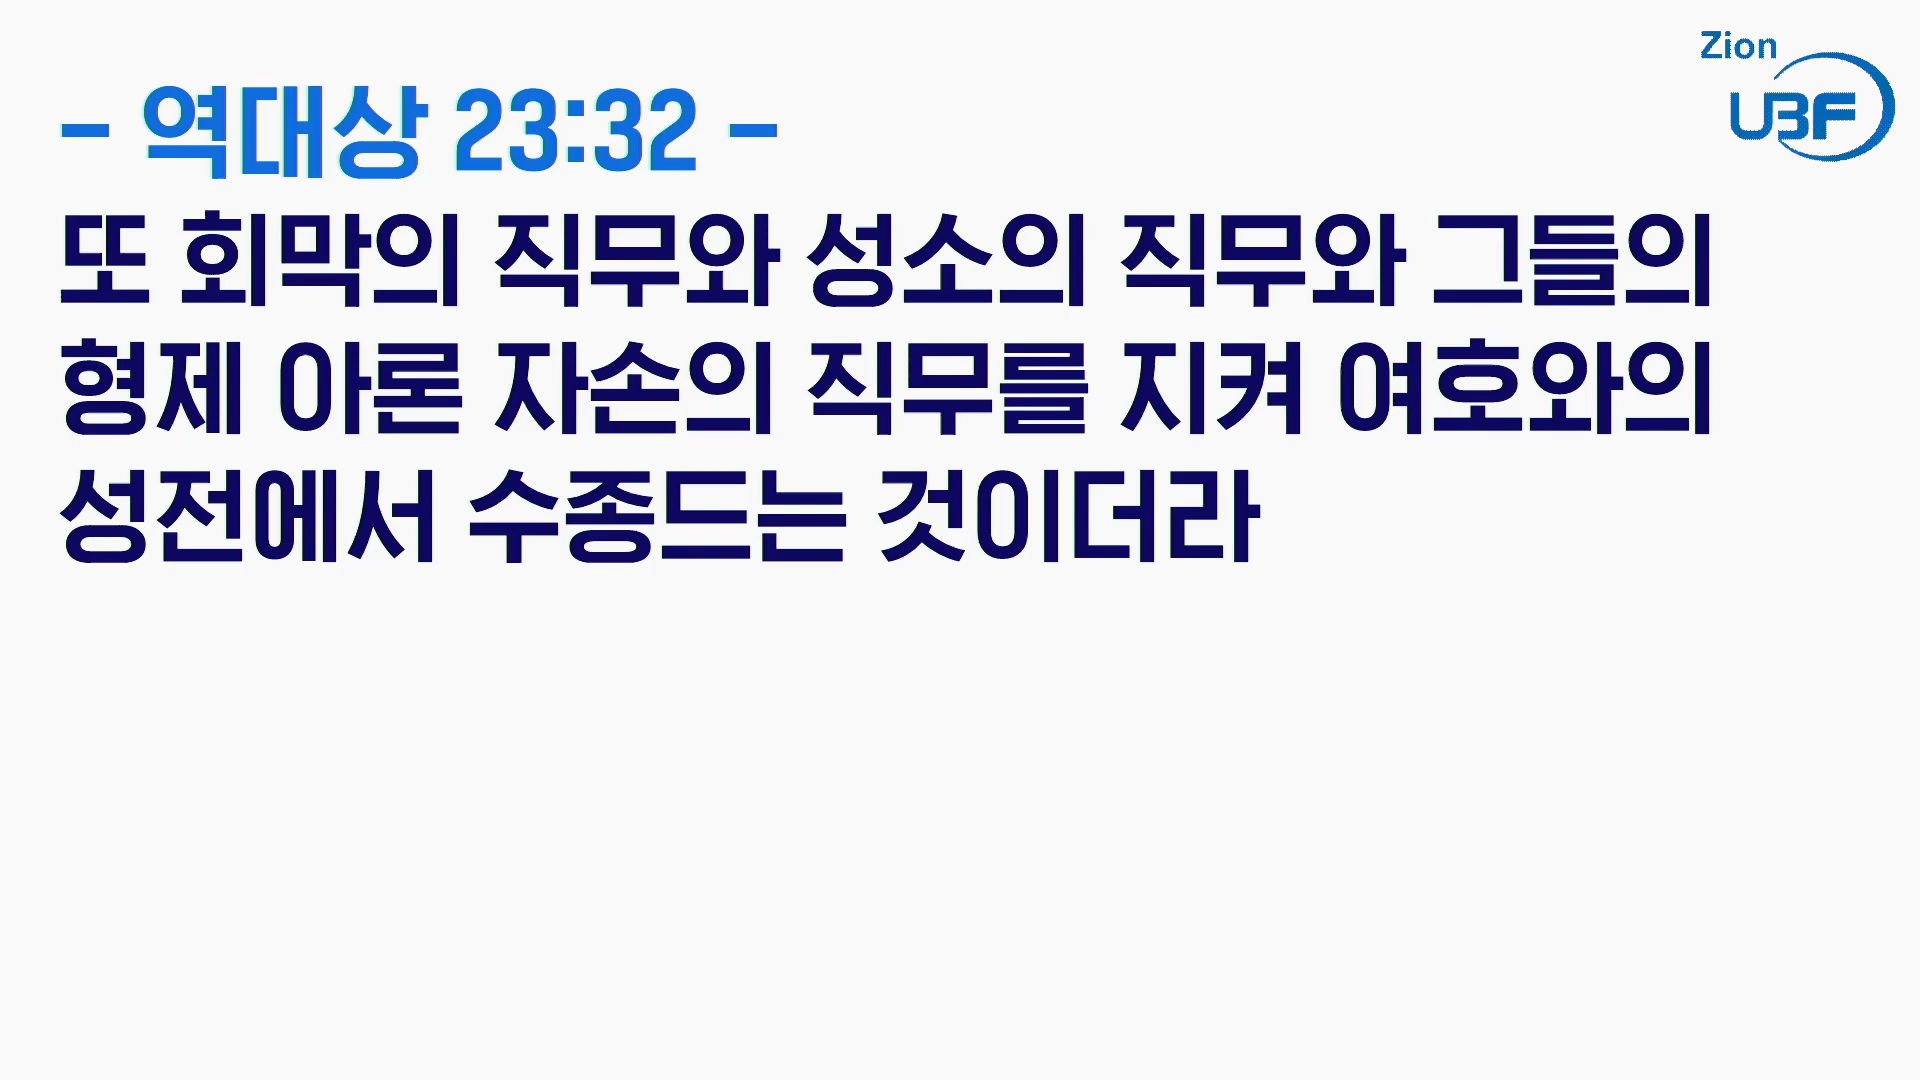 Zion
UBF
- 역대상 23:32 -
또 회막의 직무와 성소의 직무와 그들의
형제 아론 자손의 직무를 지켜 여호와의
성전에서 수종드는 것이더라